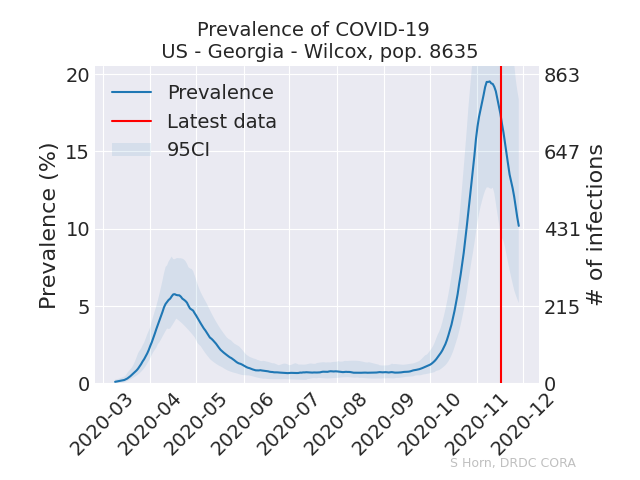 Prevalence of COVID-19
US - Georgia - Wilcox, pop. 8635
Prevalence (%)
20
15
10
5
0
Prevalence
Latest data
95CI
863
647
431
215
0
# of infections
2020-03
2020-04
2020-05
2020-06
2020-07
2020-08
2020-09
2020-10
2020-11
2020-12
S Horn, DRDC CORA